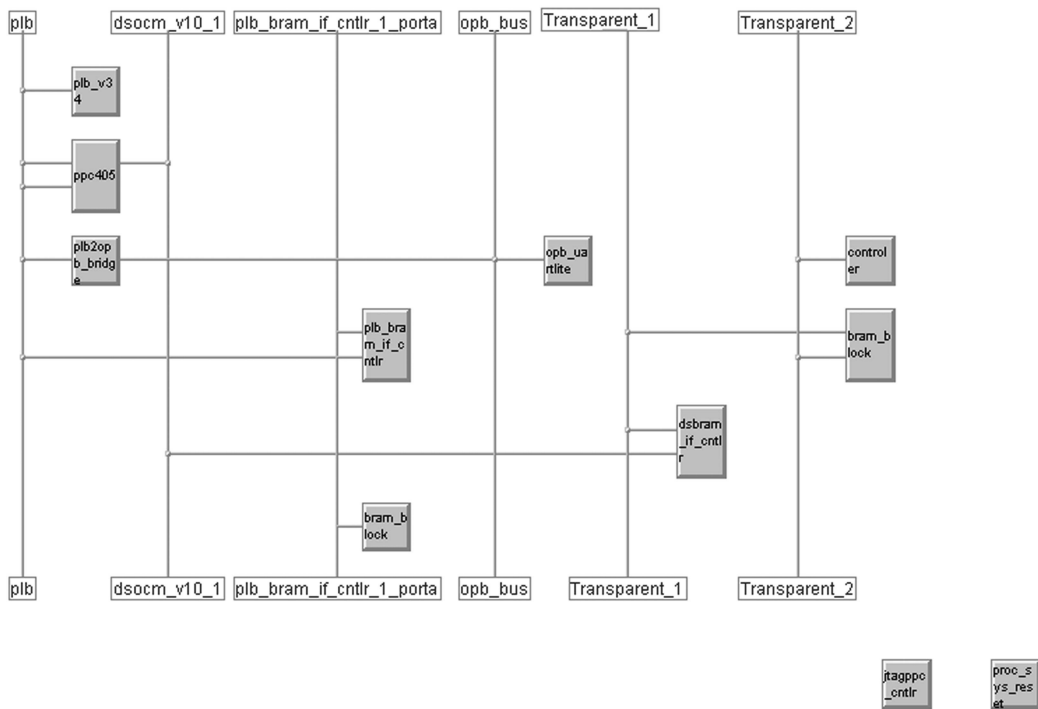 plb
dsocm_v10_1
plb_bram_if_cntlr_1_porta
opb_bus
Transparent_1
Transparent_2
plb_v3
4
ppc405
plb2op
b_bridg
e
opb_ua
rtlite
control
er
plb_bra
m_if_c
ntlr
bram_b
lock
dsbram
_if_cntl
r
bram_b
lock
plb
dsocm_v10_1
plb_bram_if_cntlr_1_porta
opb_bus
Transparent_1
Transparent_2
jtagppc
_cntlr
proc_s
ys_res
et